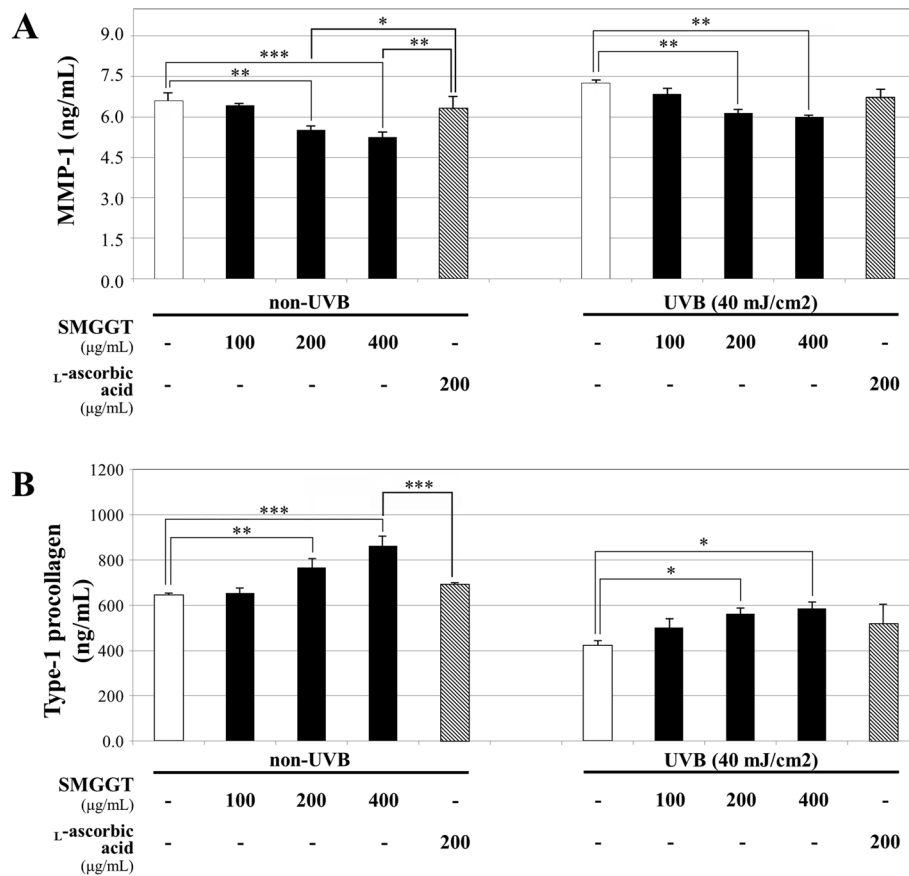 A
MMP-1 (ng/mL)
9.0
7.5
6.0
4.5
3.0
1.5
0.0
*
***
**
**
**
**
non-UVB
UVB (40 mJ/cm2)
SMGGT
(μg/mL)
- 100 200 400 - - 100 200 400 -
L-ascorbic
acid
(μg/mL)
- - - - 200 - - - - 200
B
Type-1 procollagen
(ng/mL)
1200
1000
800
600
400
200
0.0
***
***
**
*
*
non-UVB
UVB (40 mJ/cm2)
SMGGT
(μg/mL)
- 100 200 400 - - 100 200 400 -
L-ascorbic
acid
(μg/mL)
- - - - 200 - - - - 200